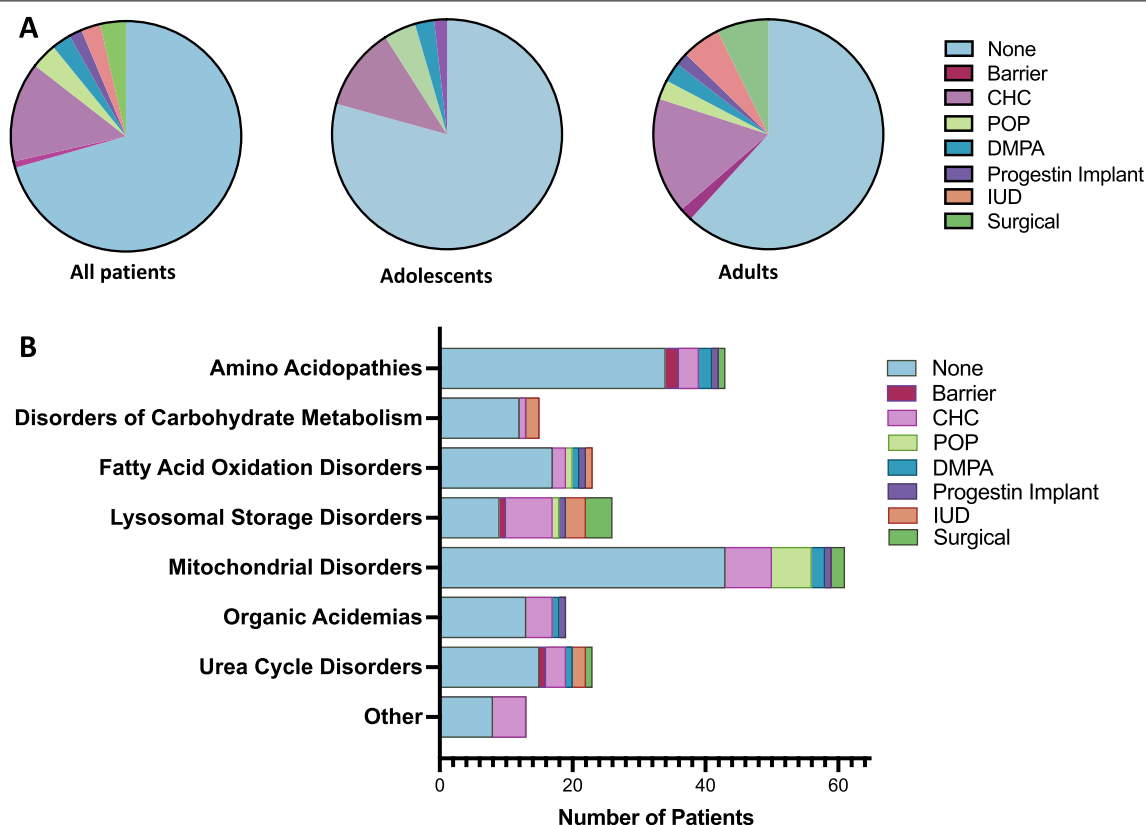 A
None
Barrier
CHC
POP
DMPA
Progestin Implant
IUD
Surgical
All patients
Adolescents
Adults
B
Amino Acidopathies
Disorders of Carbohydrate Metabolism
Fatty Acid Oxidation Disorders
Lysosomal Storage Disorders
Mitochondrial Disorders
Organic Acidemias
Urea Cycle Disorders
Other
None
Barrier
CHC
POP
DMPA
Progestin Implant
IUD
Surgical
0 20 40 60
Number of Patients